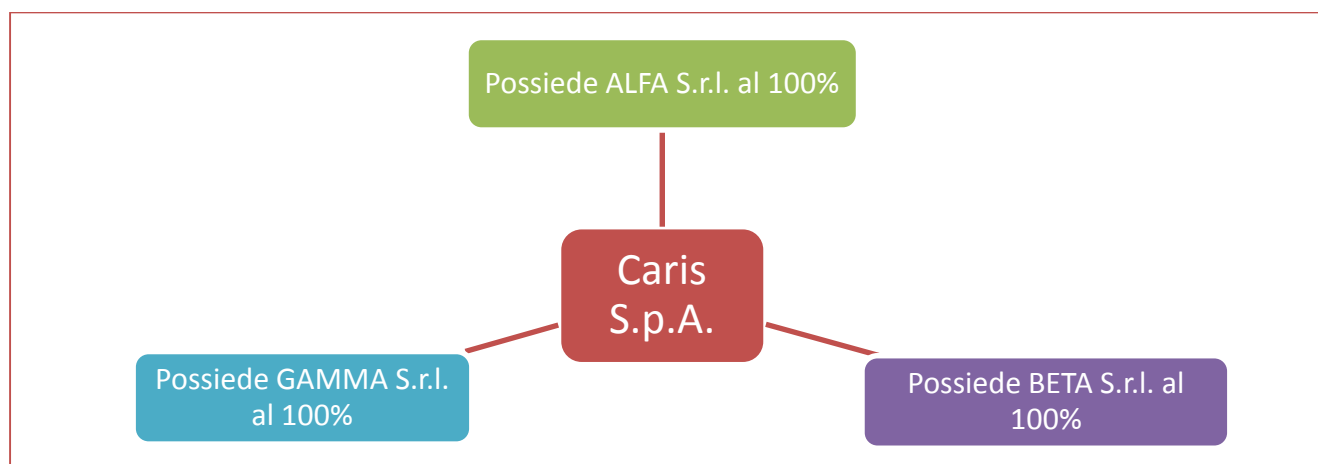 Possiede ALFA S.r.l. al 100%
Caris
S.p.A.
Possiede GAMMA S.r.l.
al 100%
Possiede BETA S.r.l. al
100%